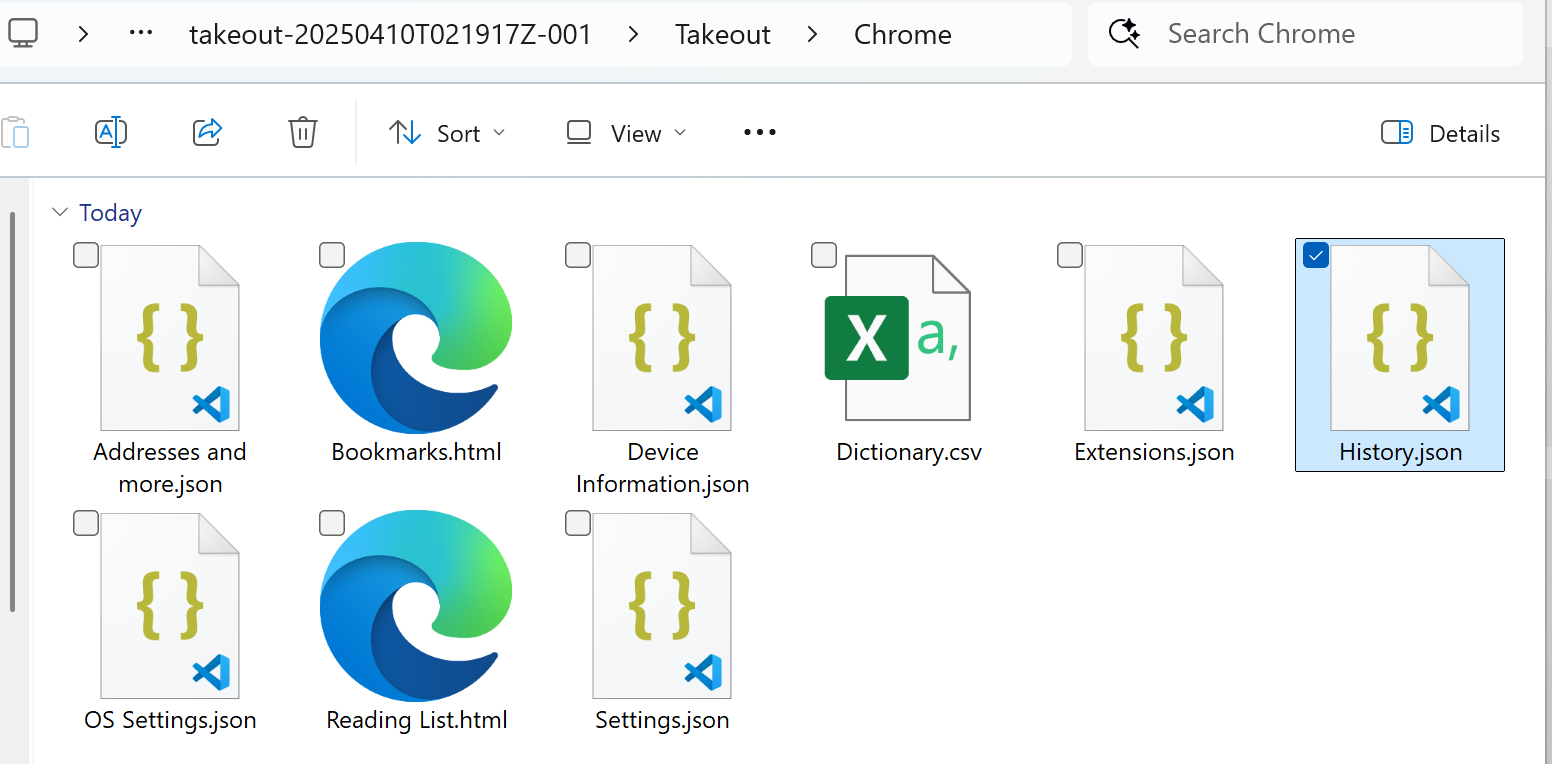 takeout-20250410T021917Z-001 Takeout Chrome Search Chrome
Sort View Details
Today
Addresses and more.json
Bookmarks.html
Device Information.json
Dictionary.csv
Extensions.json
History.json
OS Settings.json
Reading List.html
Settings.json